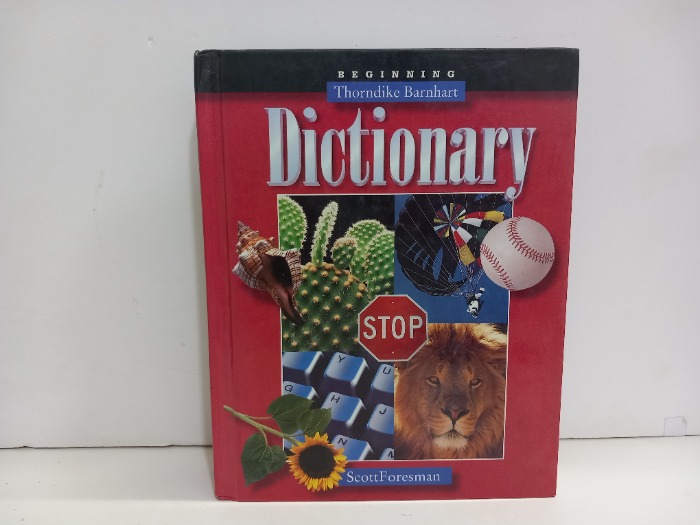 BEGINNING
Thorndike Barnhart
Dictionary
STOP
Y U
G H J
N M
ScottForesman